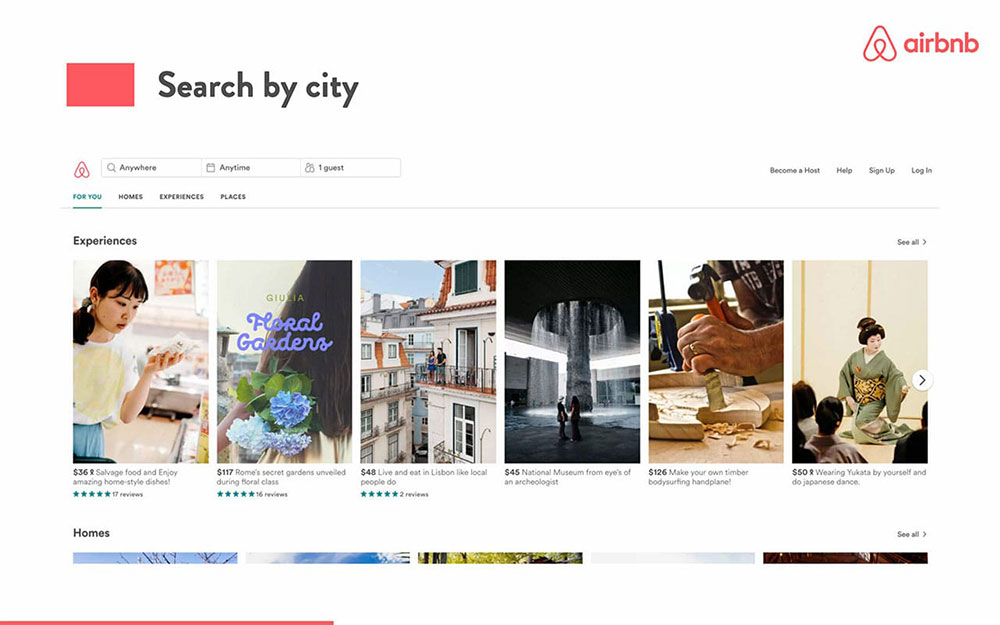 airbnb
Search by city
Anywhere
Anytime
1 guest
Become a Host
Help
Sign Up
Log In
FOR YOU
HOMES
EXPERIENCES
PLACES
Experiences
See all
GIULIA
Floral
Gardens
$36 Salvage food and Enjoy
amazing home-style dishes!
17 reviews
$117 Rome's secret gardens unveiled
during floral class
16 reviews
$48 Live and eat in Lisbon like local
people do
2 reviews
$45 National Museum from eye's of
an archeologist
$126 Make your own timber
bodysurfing handplane!
$50 Wearing Yukata by yourself and
do japanese dance.
Homes
See all